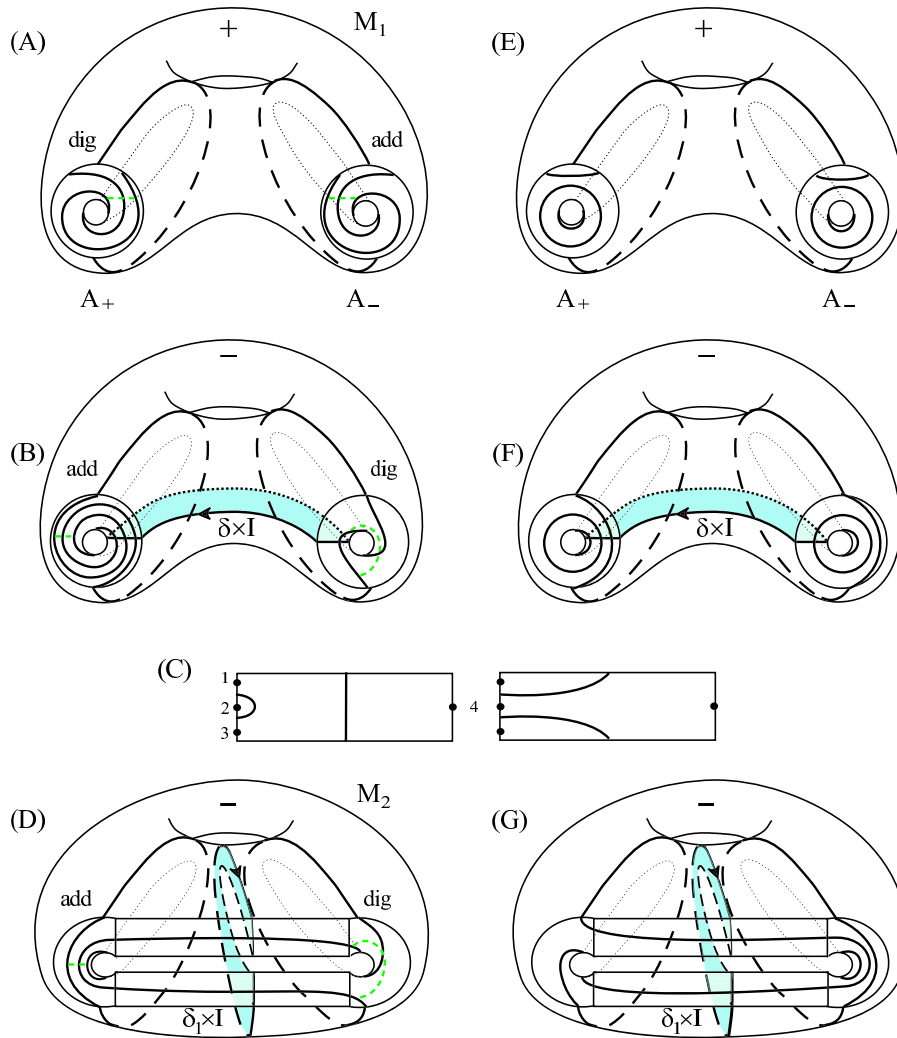 (A) + M₁ (E) +
dig add
A₊ A₋ A₊ A₋
(B) − (F) −
add dig
δ×I δ×I
(C) 1 2 3 4
(D) − M₂ (G) −
add dig
δ₁×I δ₁×I